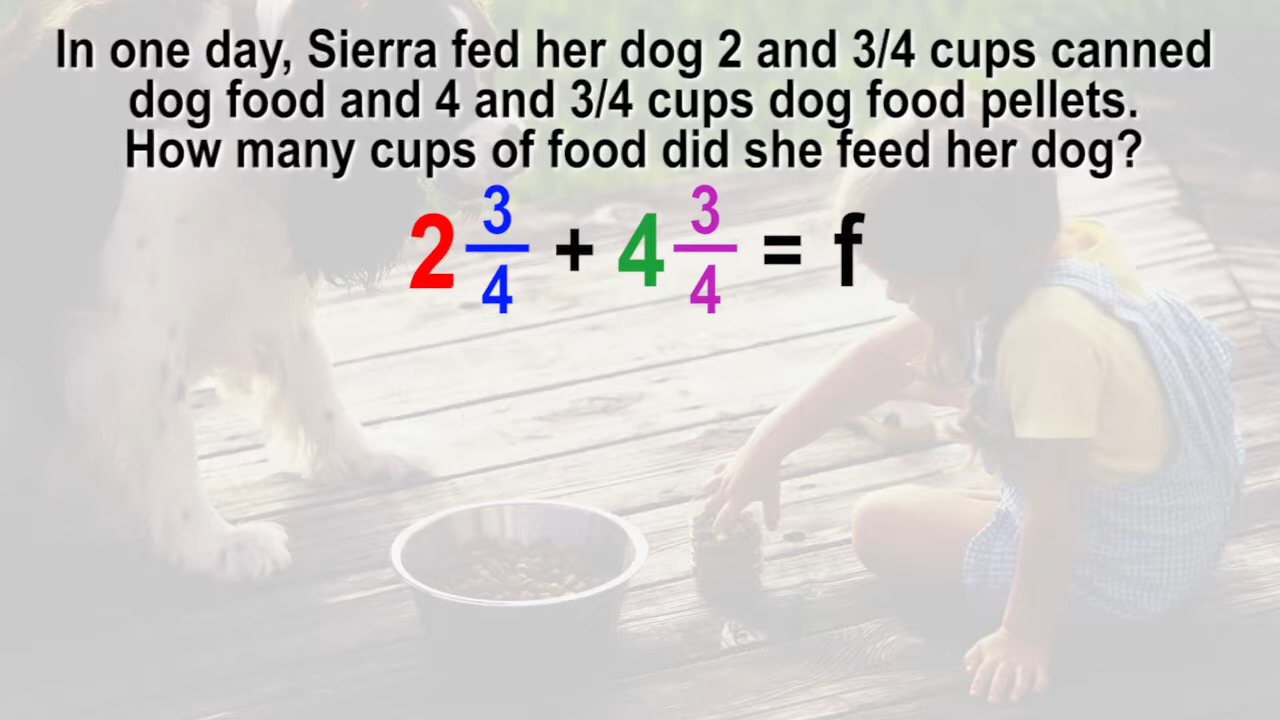 In one day, Sierra fed her dog 2 and 3/4 cups canned
dog food and 4 and 3/4 cups dog food pellets.
How many cups of food did she feed her dog?
2 3/4 + 4 3/4 = f